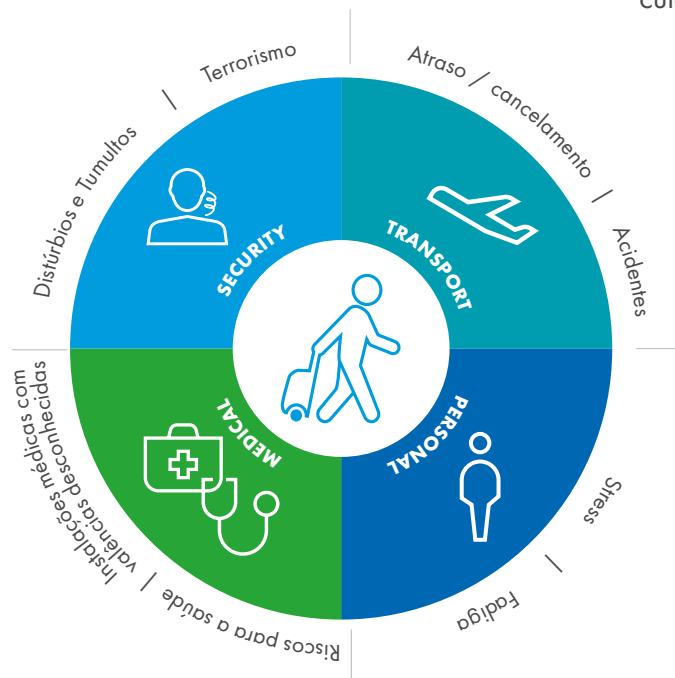 Terrorismo
|
Distúrbios e Tumultos
SECURITY
Atraso / cancelamento
|
Acidentes
TRANSPORT
Instalações médicas com
valências desconhecidas
|
Riscos para a saúde
MEDICAL
Stress
|
Fadiga
PERSONAL